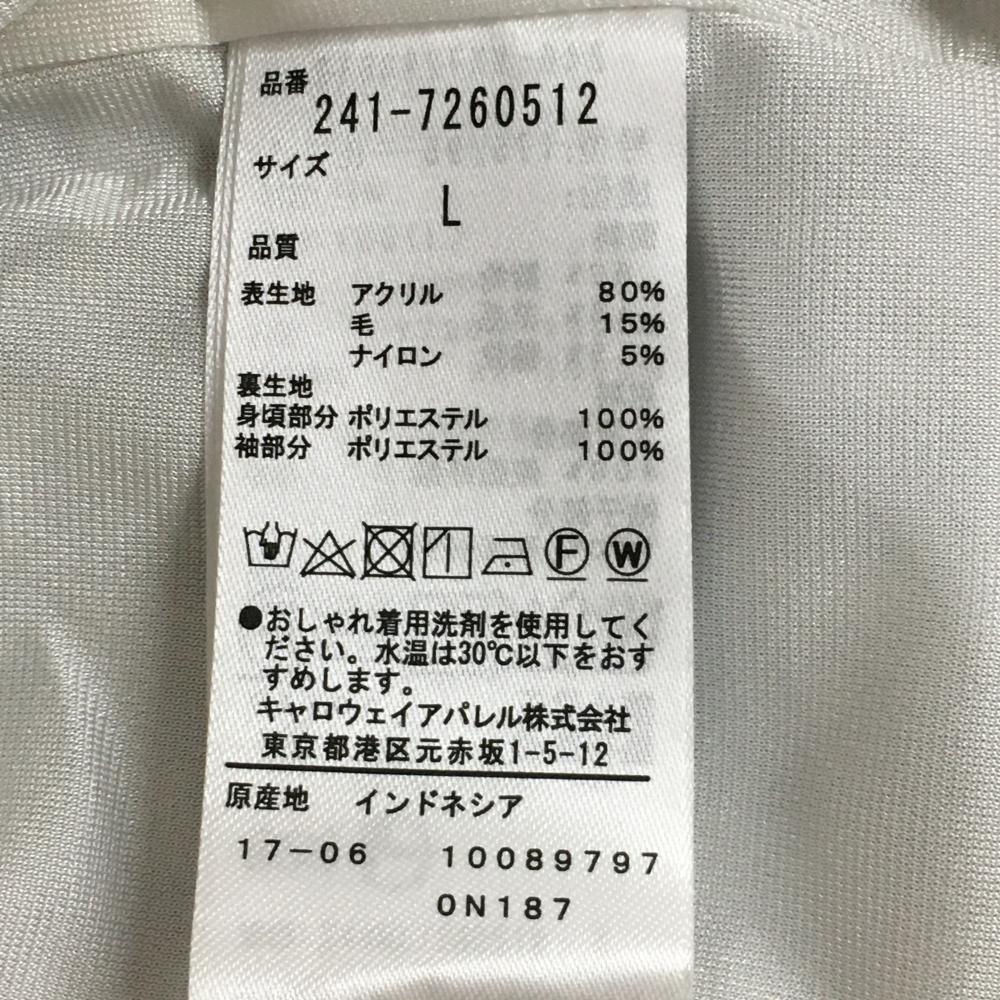 品番
241-7260512
サイズ
L
品質
表生地 アクリル 80%
毛 15%
ナイロン 5%
裏生地
身頃部分 ポリエステル 100%
袖部分 ポリエステル 100%
F W
●おしゃれ着用洗剤を使用してく
ださい。水温は30℃以下をおす
すめします。
キャロウェイアパレル株式会社
東京都港区元赤坂1-5-12
原産地 インドネシア
17-06 10089797
0N187